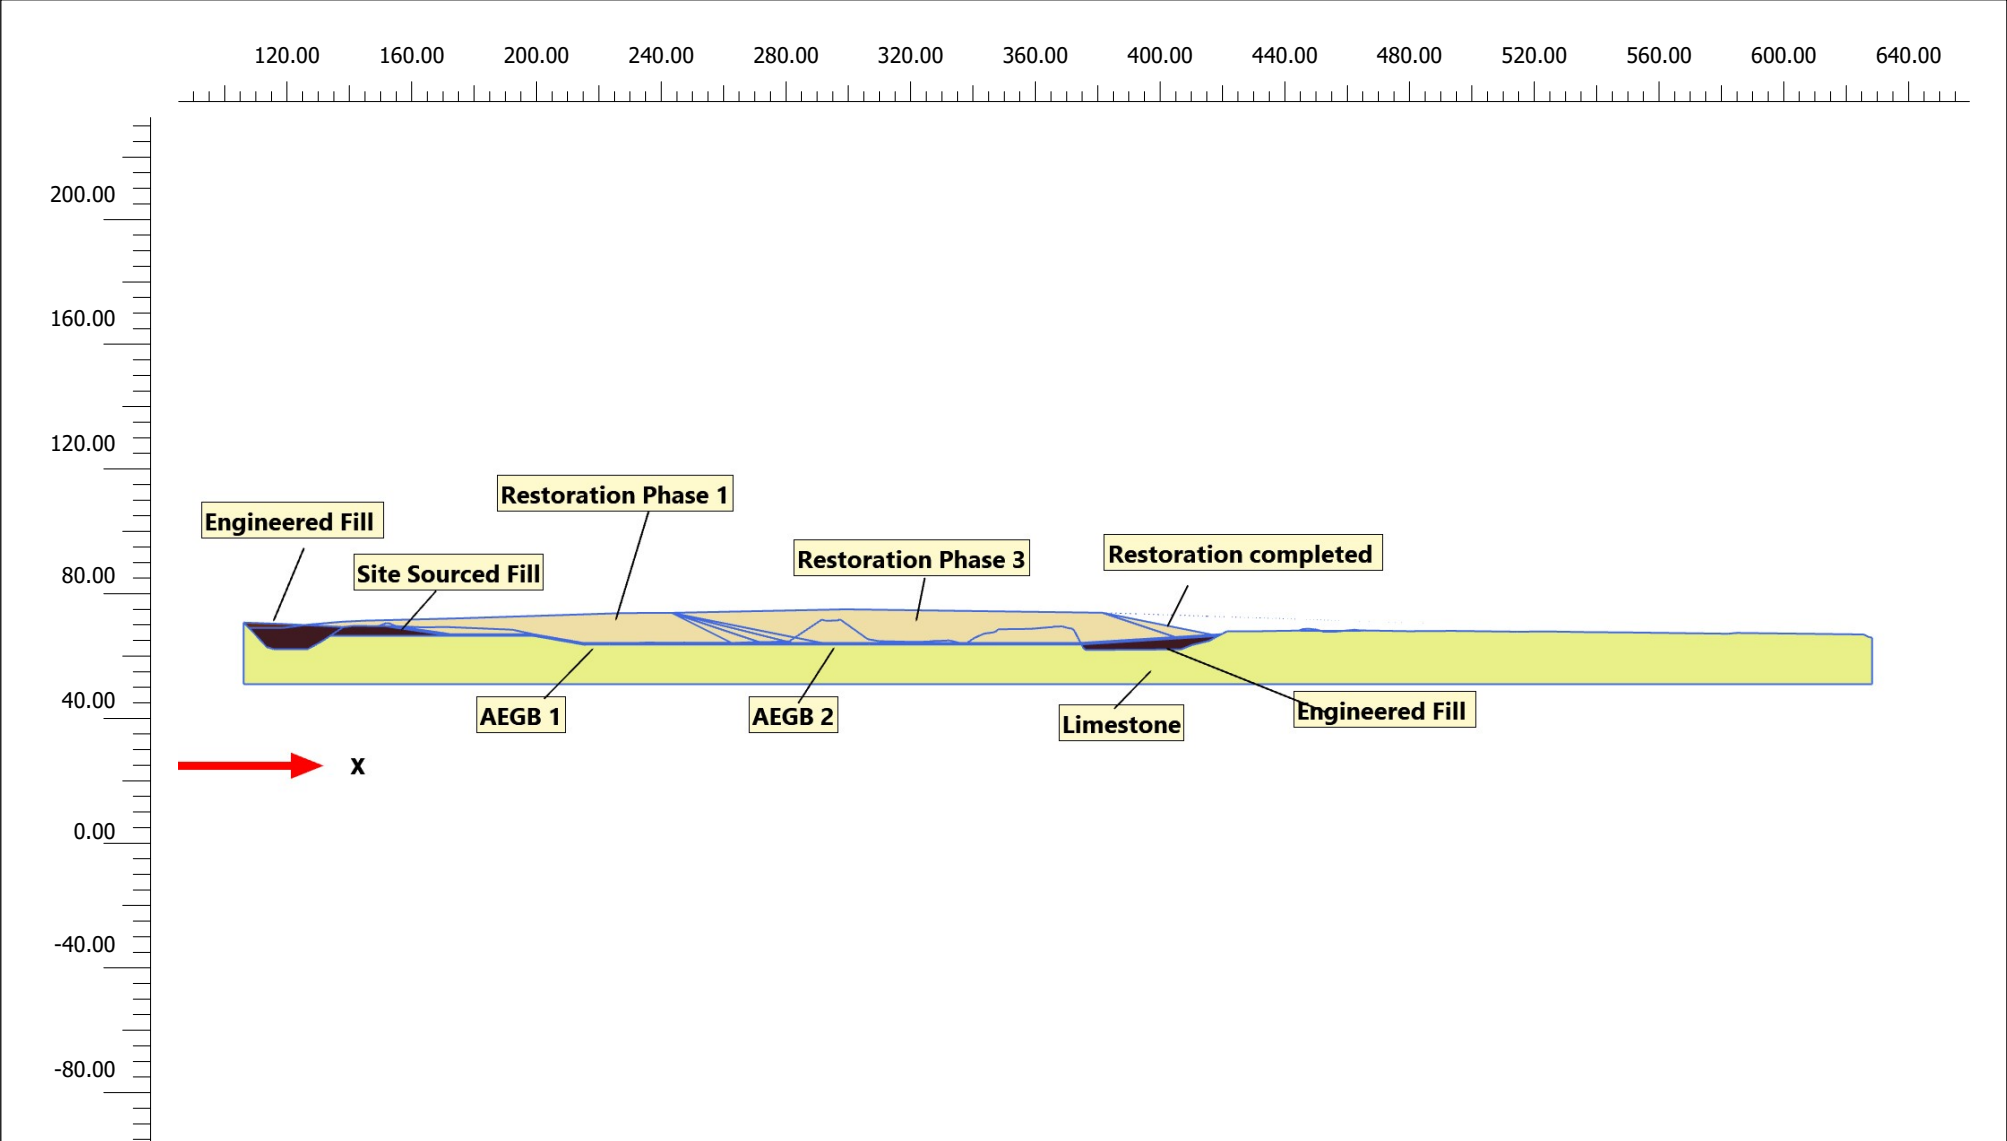 120.00 160.00 200.00 240.00 280.00 320.00 360.00 400.00 440.00 480.00 520.00 560.00 600.00 640.00
200.00
160.00
120.00
80.00
40.00
0.00
-40.00
-80.00
Restoration Phase 1
Engineered Fill
Site Sourced Fill
Restoration Phase 3
Restoration completed
AEGB 1
AEGB 2
Limestone
Engineered Fill
X